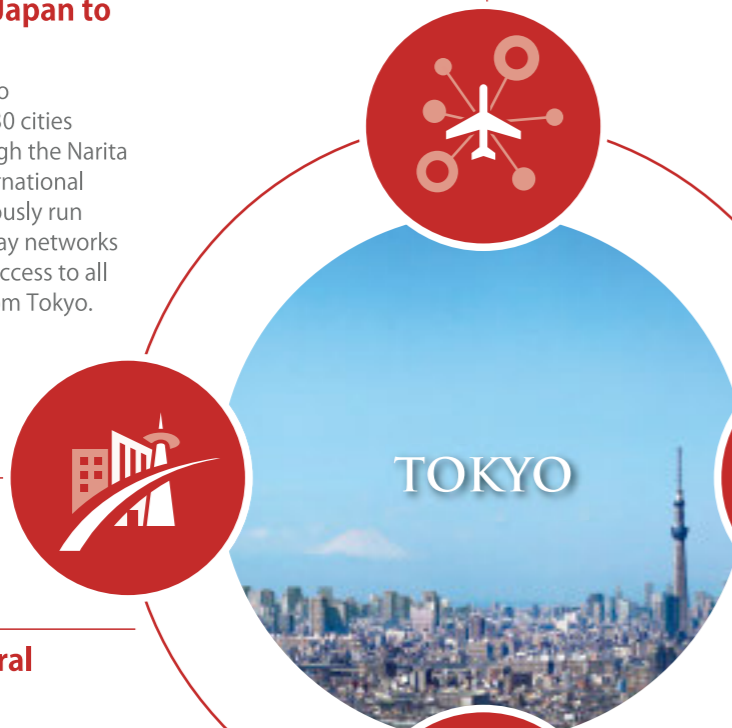 Japan to
o
30 cities
gh the Narita
rnational
ously run
ay networks
ccess to all
m Tokyo.
TOKYO
ral